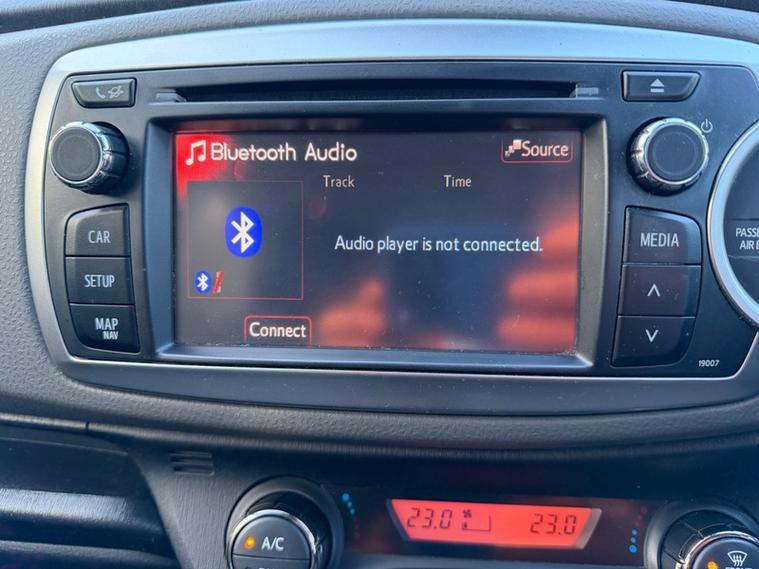 Bluetooth Audio
Source
Track Time
Audio player is not connected.
Connect
CAR
SETUP
MAP
NAV
MEDIA
19007
23.0 23.0
A/C